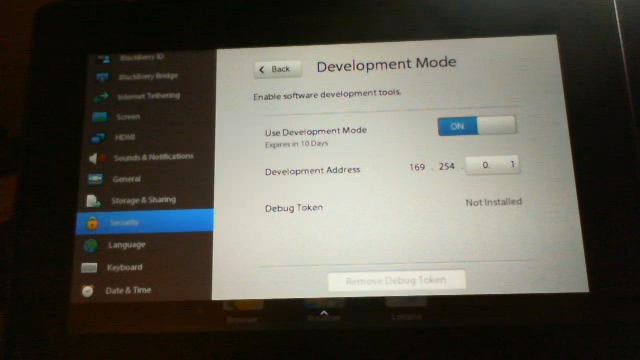 BlackBerry ID
BlackBerry Bridge
Internet Tethering
Screen
HDMI
Sounds & Notifications
General
Storage & Sharing
Security
Language
Keyboard
Date & Time
Back
Development Mode
Enable software development tools.
Use Development Mode
ON
Expires in 10 Days
Development Address
169 . 254 . 0. 1
Debug Token
Not Installed
Remove Debug Token
Browser